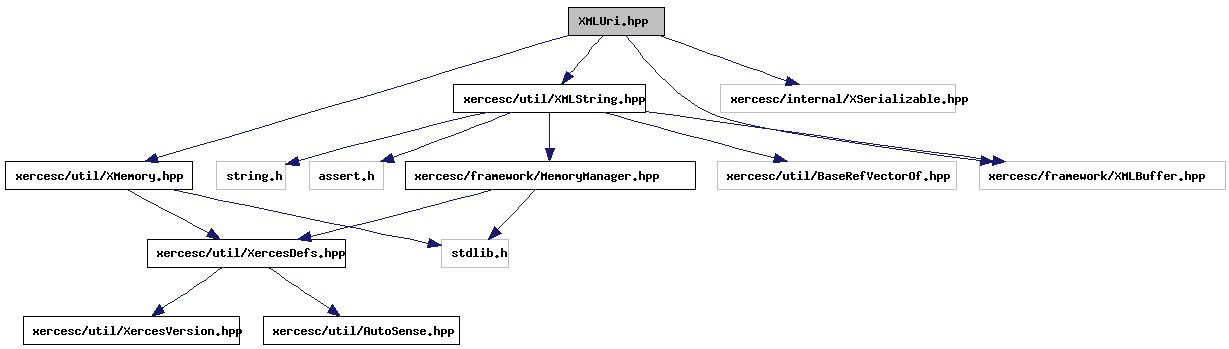 XMLUri.hpp
xercesc/util/XMLString.hpp
xercesc/internal/XSerializable.hpp
xercesc/util/XMemory.hpp
string.h
assert.h
xercesc/framework/MemoryManager.hpp
xercesc/util/BaseRefVectorOf.hpp
xercesc/framework/XMLBuffer.hpp
xercesc/util/XercesDefs.hpp
stdlib.h
xercesc/util/XercesVersion.hpp
xercesc/util/AutoSense.hpp